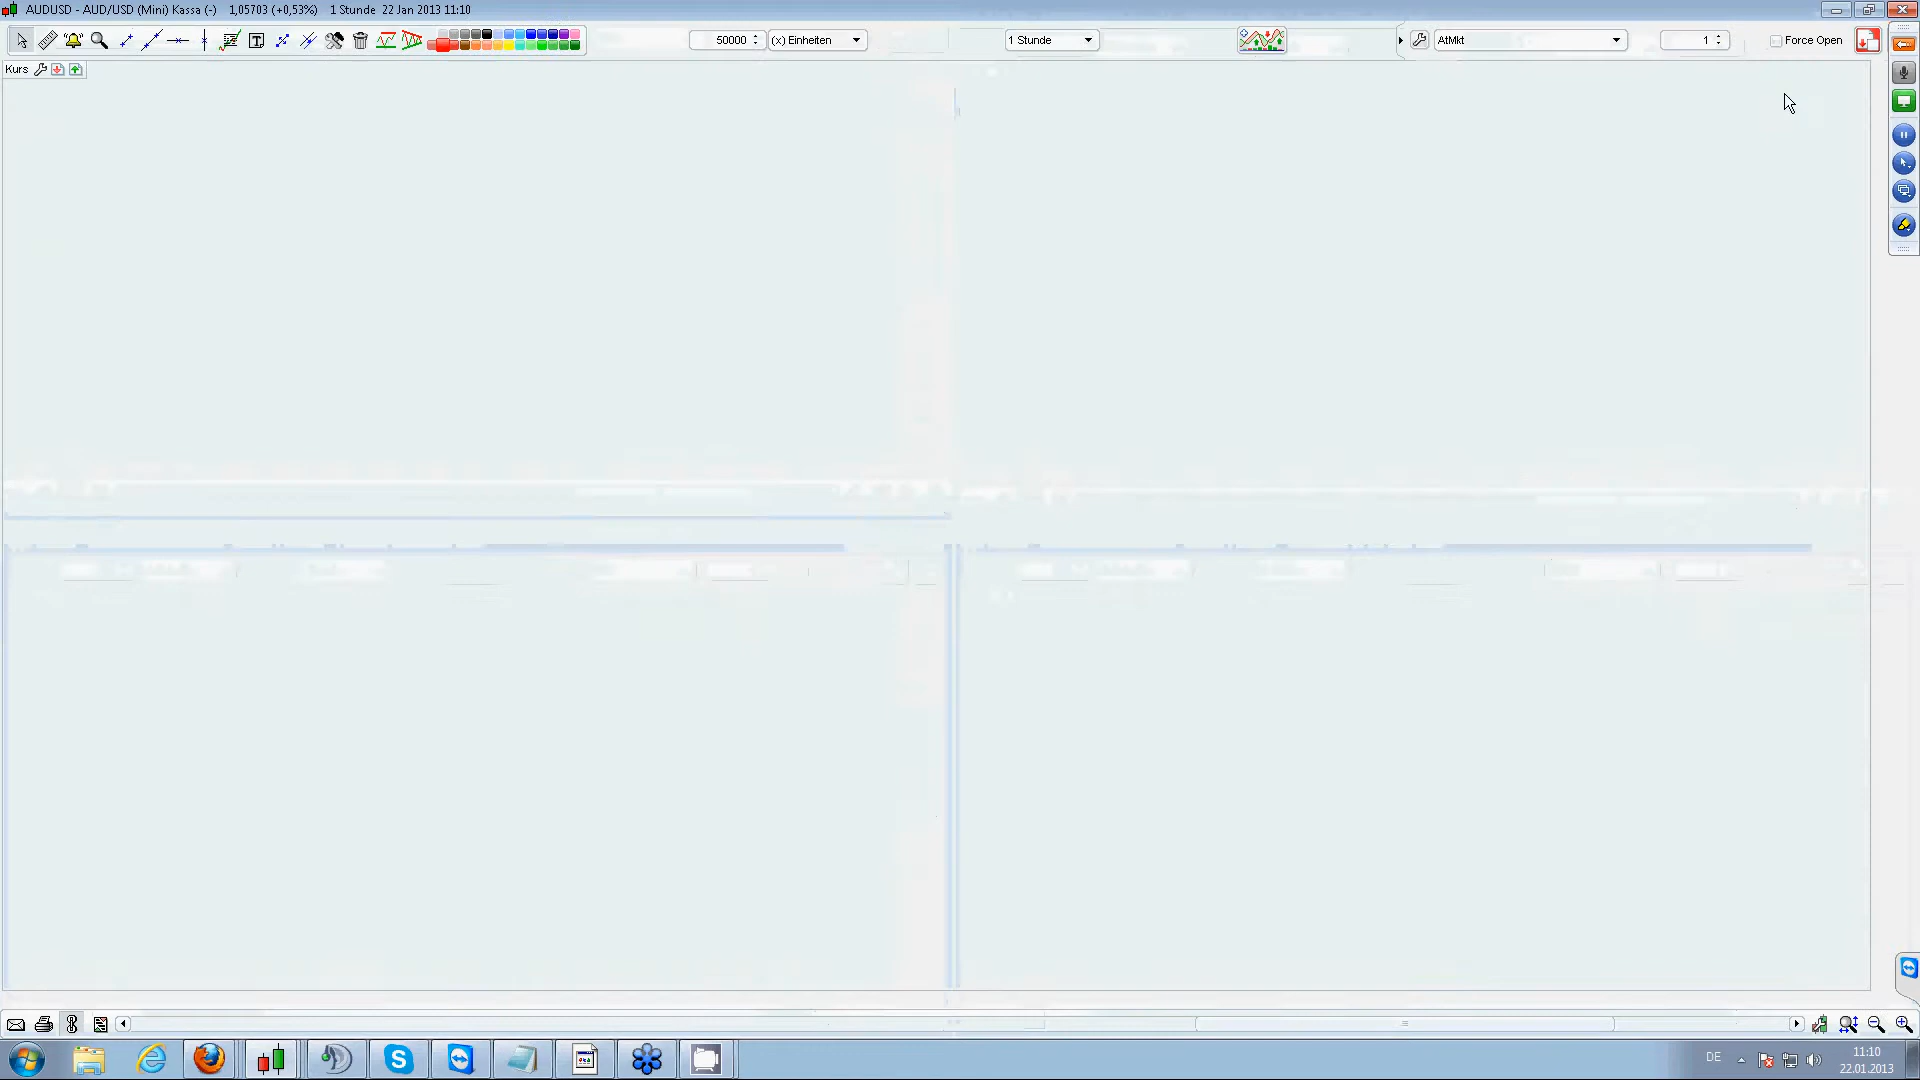 AUDUSD - AUD/USD (Mini) Kassa (-) 1,05703 (+0,53%) 1 Stunde 22 Jan 2013 11:10
50000 (x) Einheiten 1 Stunde AtMkt 1 Force Open
Kurs
DE 11:10
22.01.2013